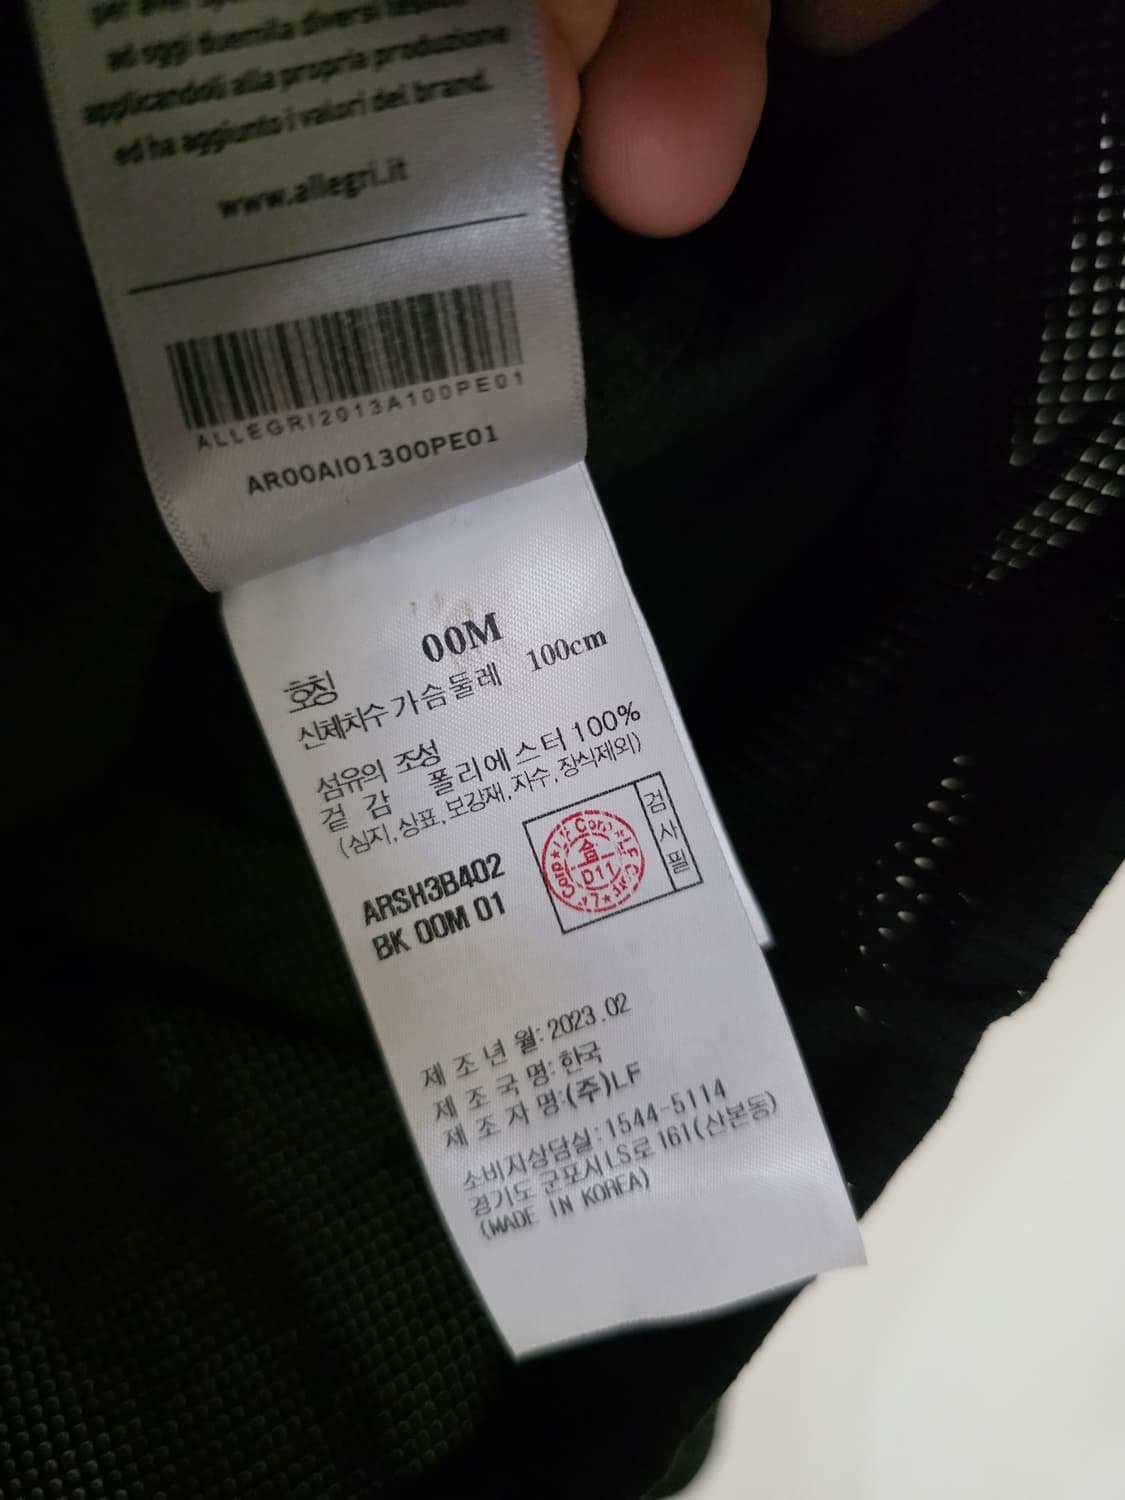 ad oggi duemila diversi
applicandoli alla propria produzione
ed ha aggiunto i valori del brand.
www.allegri.it
ALLEGRI2013A100PE01
AR00AI01300PE01
호칭 00M
신체치수 가슴둘레 100cm
섬유의 조성
겉 감 폴리에스터 100%
(심지,상표,보강재,자수,장식제외)
ARSH3B402
BK 00M 01
검사필
合
D11
LF Corp
제 조 년 월: 2023 .02
제 조 국 명: 한국
제 조 자 명:(주)LF
소비자상담실:1544-5114
경기도 군포시 LS로 161(산본동)
(MADE IN KOREA)